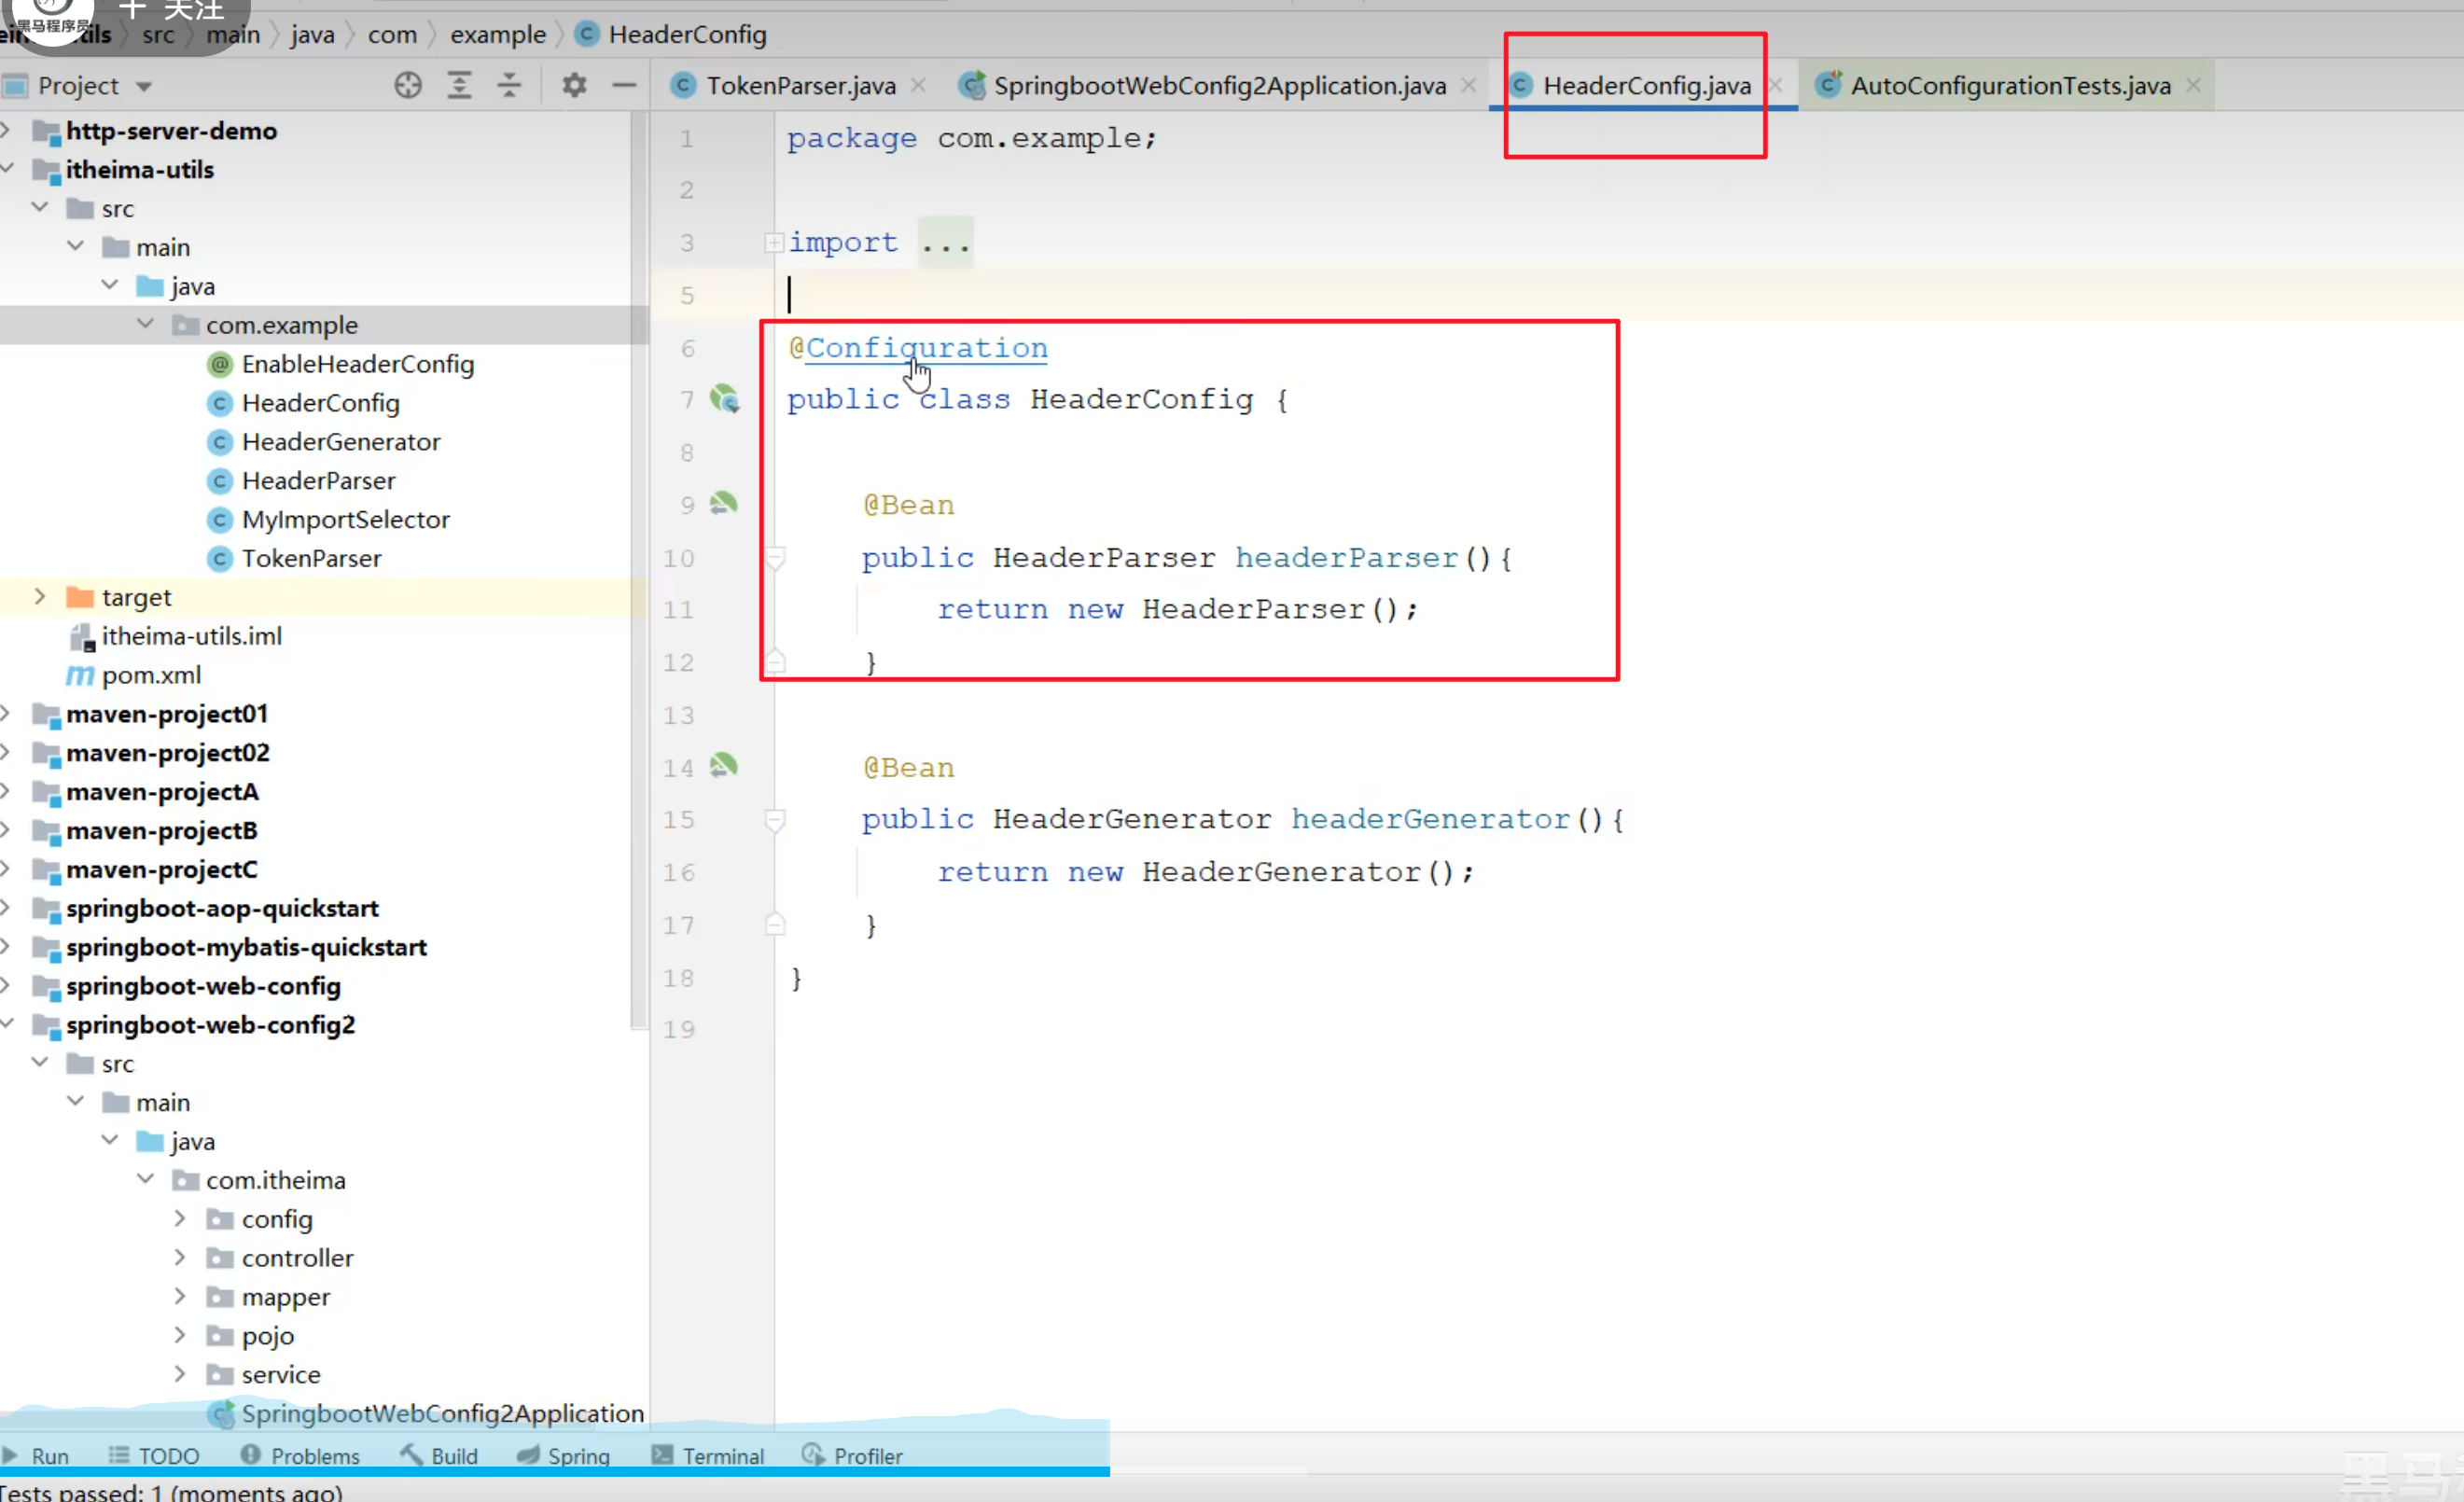 黑马程序员
+ 关注
src main java com example HeaderConfig
Project
TokenParser.java SpringbootWebConfig2Application.java HeaderConfig.java AutoConfigurationTests.java
http-server-demo
itheima-utils
src
main
java
com.example
EnableHeaderConfig
HeaderConfig
HeaderGenerator
HeaderParser
MyImportSelector
TokenParser
target
itheima-utils.iml
pom.xml
maven-project01
maven-project02
maven-projectA
maven-projectB
maven-projectC
springboot-aop-quickstart
springboot-mybatis-quickstart
springboot-web-config
springboot-web-config2
src
main
java
com.itheima
config
controller
mapper
pojo
service
SpringbootWebConfig2Application
1 package com.example;
2
3 import ...
5
6 @Configuration
7 public class HeaderConfig {
8
9 @Bean
10 public HeaderParser headerParser(){
11 return new HeaderParser();
12 }
13
14 @Bean
15 public HeaderGenerator headerGenerator(){
16 return new HeaderGenerator();
17 }
18 }
19
Run TODO Problems Build Spring Terminal Profiler
Tests passed: 1 (moments ago)
黑马